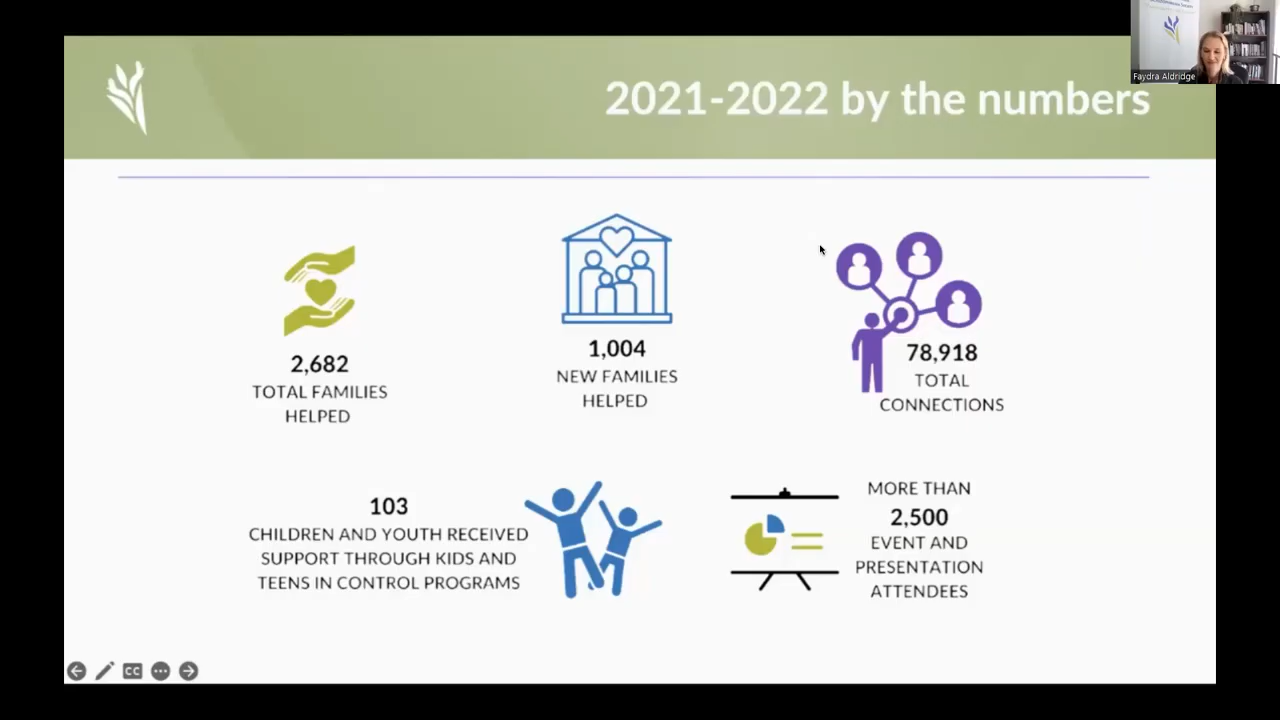 Faydra Aldridge
2021-2022 by the numbers
2,682
TOTAL FAMILIES
HELPED
1,004
NEW FAMILIES
HELPED
78,918
TOTAL
CONNECTIONS
103
CHILDREN AND YOUTH RECEIVED
SUPPORT THROUGH KIDS AND
TEENS IN CONTROL PROGRAMS
MORE THAN
2,500
EVENT AND
PRESENTATION
ATTENDEES
CC